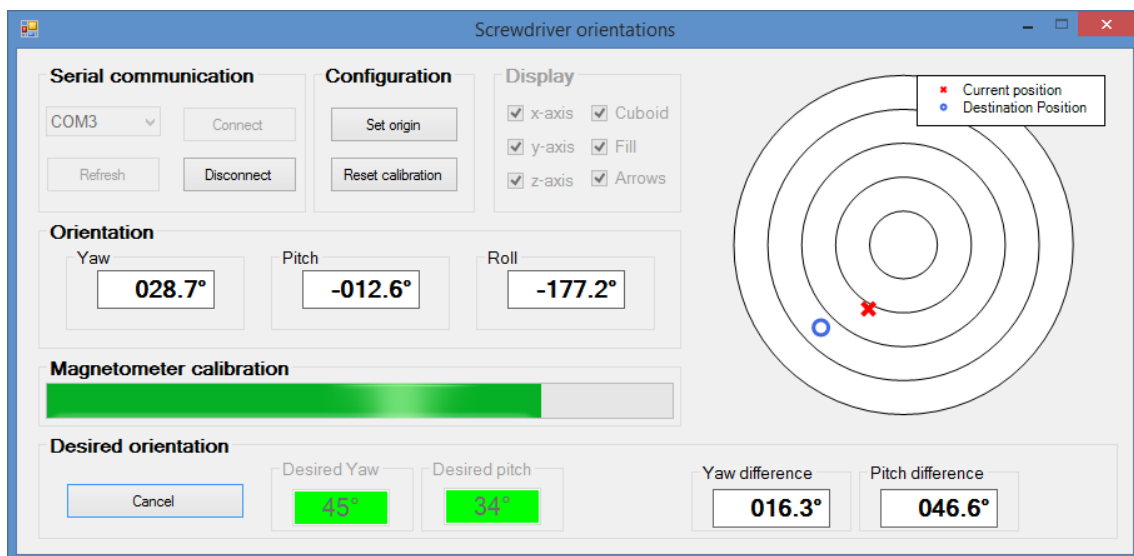 Screwdriver orientations
Serial communication
COM3
Connect
Refresh
Disconnect
Configuration
Set origin
Reset calibration
Display
x-axis
Cuboid
y-axis
Fill
z-axis
Arrows
Current position
Destination Position
Orientation
Yaw
028.7°
Pitch
-012.6°
Roll
-177.2°
Magnetometer calibration
Desired orientation
Cancel
Desired Yaw
45°
Desired pitch
34°
Yaw difference
016.3°
Pitch difference
046.6°